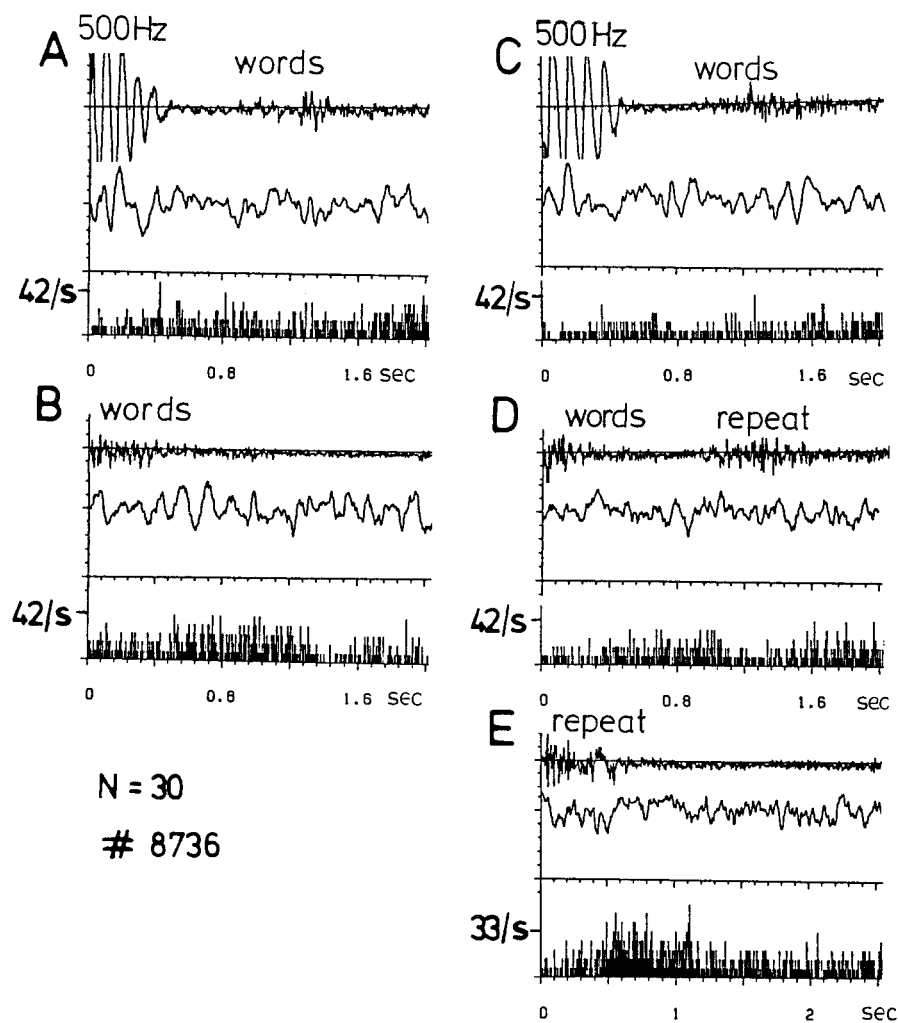 A
500Hz
words
42/s
0 0.8 1.6 sec
B
words
42/s
0 0.8 1.6 sec
N = 30
# 8736
C
500Hz
words
42/s
0 0.8 1.6 sec
D
words repeat
42/s
0 0.8 1.6 sec
E
repeat
33/s
0 1 2 sec